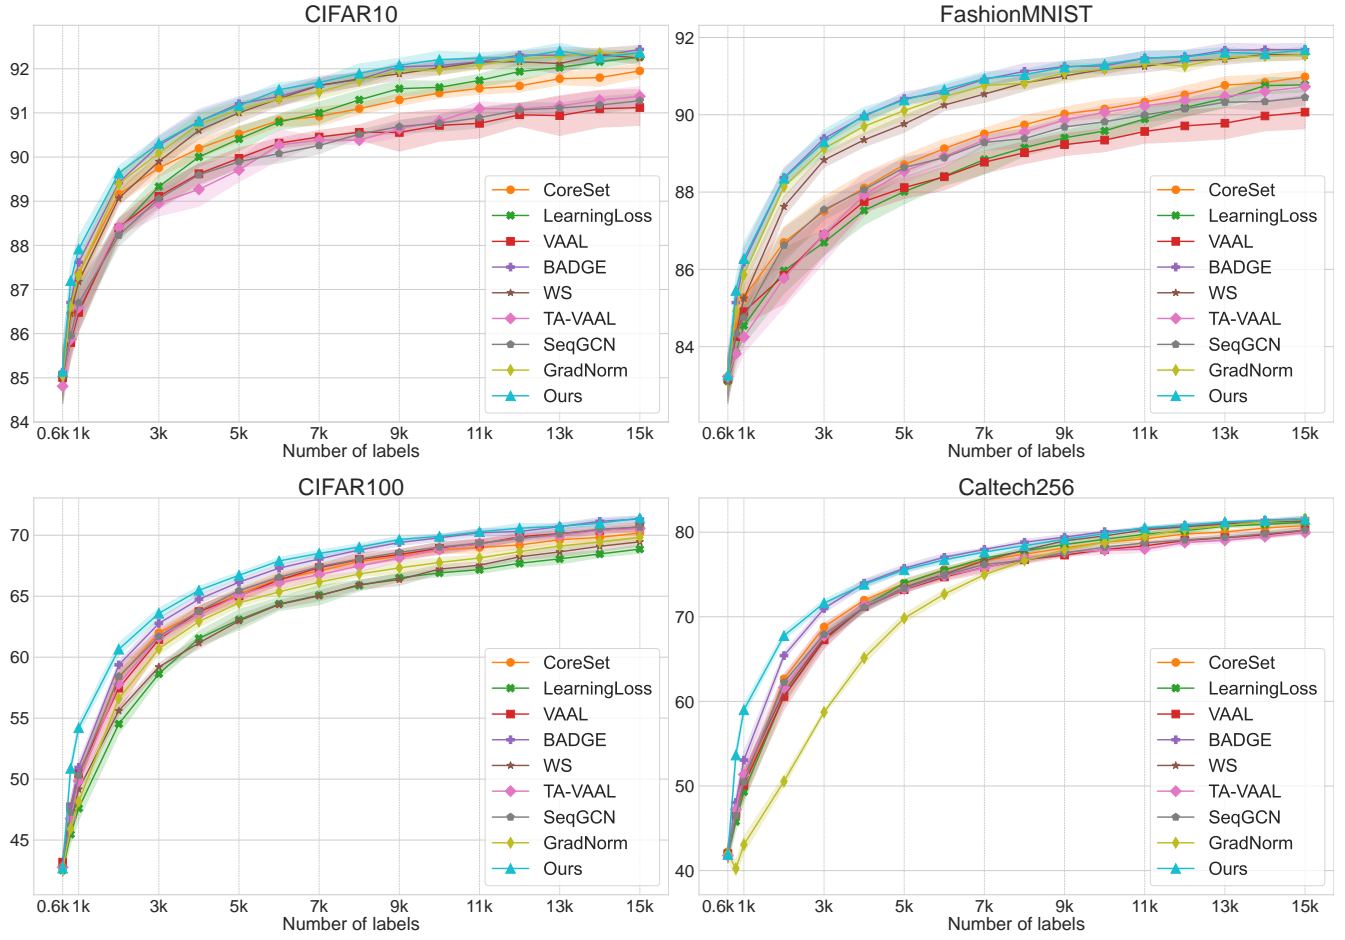 CIFAR10
92
91
90
89
88
87
86
85
84
0.6k 1k 3k 5k 7k 9k 11k 13k 15k
Number of labels
CoreSet
LearningLoss
VAAL
BADGE
WS
TA-VAAL
SeqGCN
GradNorm
Ours
FashionMNIST
92
90
88
86
84
0.6k 1k 3k 5k 7k 9k 11k 13k 15k
Number of labels
CoreSet
LearningLoss
VAAL
BADGE
WS
TA-VAAL
SeqGCN
GradNorm
Ours
CIFAR100
70
65
60
55
50
45
0.6k 1k 3k 5k 7k 9k 11k 13k 15k
Number of labels
CoreSet
LearningLoss
VAAL
BADGE
WS
TA-VAAL
SeqGCN
GradNorm
Ours
Caltech256
80
70
60
50
40
0.6k 1k 3k 5k 7k 9k 11k 13k 15k
Number of labels
CoreSet
LearningLoss
VAAL
BADGE
WS
TA-VAAL
SeqGCN
GradNorm
Ours